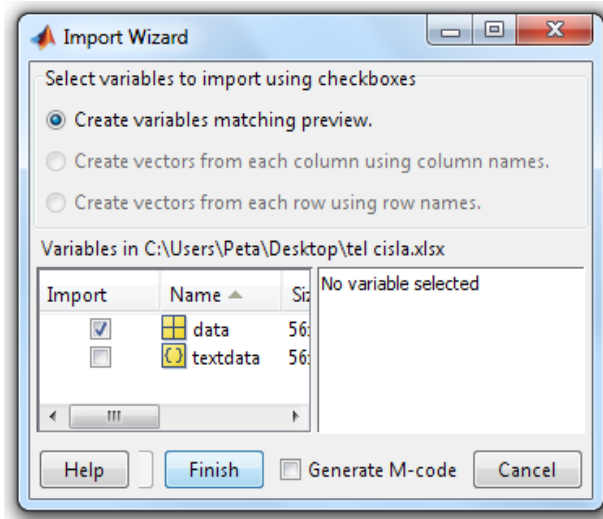 Import Wizard
Select variables to import using checkboxes
Create variables matching preview.
Create vectors from each column using column names.
Create vectors from each row using row names.
Variables in C:\Users\Peta\Desktop\tel cisla.xlsx
Import Name
No variable selected
data
textdata
Help Finish Generate M-code Cancel